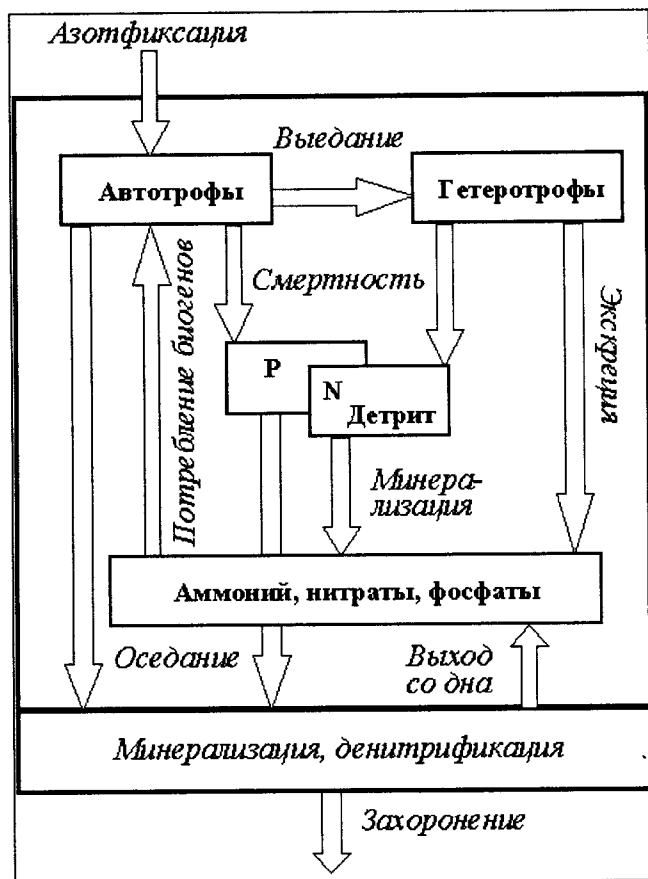 Азотфиксация
Выедание
Автотрофы
Гетеротрофы
Потребление биогенов
Смертность
Экскреция
P
N
Детрит
Минера-
лизация
Аммоний, нитраты, фосфаты
Оседание
Выход
со дна
Минерализация, денитрификация
Захоронение